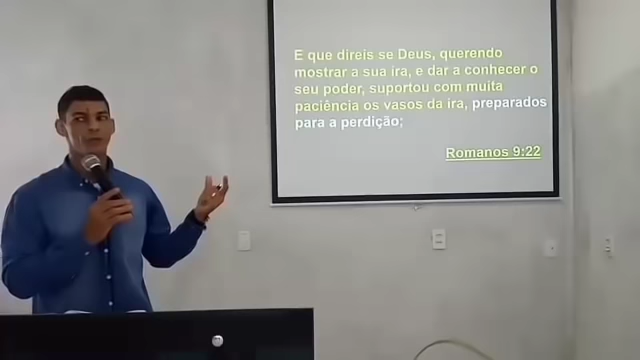 E que direis se Deus, querendo
mostrar a sua ira, e dar a conhecer o
seu poder, suportou com muita
paciência os vasos da ira, preparados
para a perdição;
Romanos 9:22